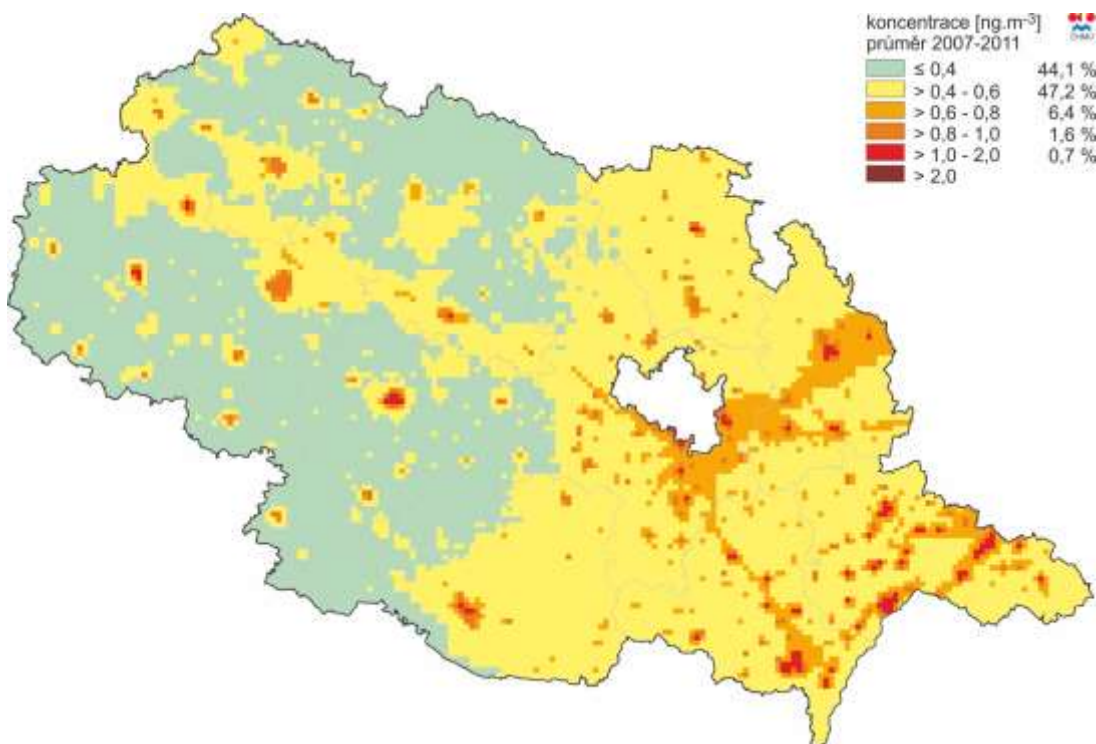 koncentrace [ng.m⁻³]
průměr 2007-2011
≤ 0,4 44,1 %
> 0,4 - 0,6 47,2 %
> 0,6 - 0,8 6,4 %
> 0,8 - 1,0 1,6 %
> 1,0 - 2,0 0,7 %
> 2,0